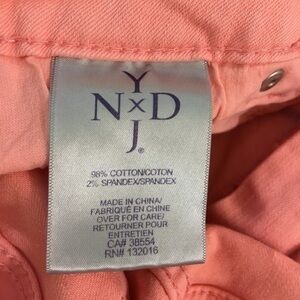 Y
N×D
J®
98% COTTON/COTON
2% SPANDEX/SPANDEX
MADE IN CHINA/
FABRIQUÉ EN CHINE
OVER FOR CARE/
RETOURNER POUR
ENTRETIEN
CA# 38554
RN# 132016